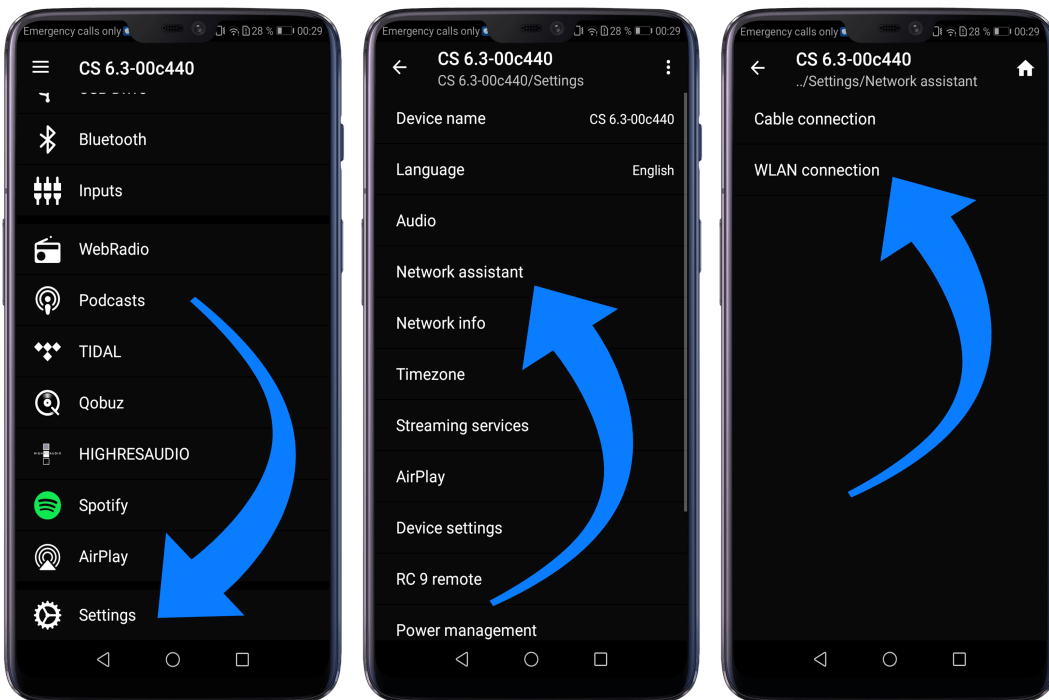 Emergency calls only 28 % 00:29
CS 6.3-00c440
Bluetooth
Inputs
WebRadio
Podcasts
TIDAL
Qobuz
HIGHRESAUDIO
Spotify
AirPlay
Settings
Emergency calls only 28 % 00:29
CS 6.3-00c440
CS 6.3-00c440/Settings
Device name CS 6.3-00c440
Language English
Audio
Network assistant
Network info
Timezone
Streaming services
AirPlay
Device settings
RC 9 remote
Power management
Emergency calls only 28 % 00:29
CS 6.3-00c440
../Settings/Network assistant
Cable connection
WLAN connection